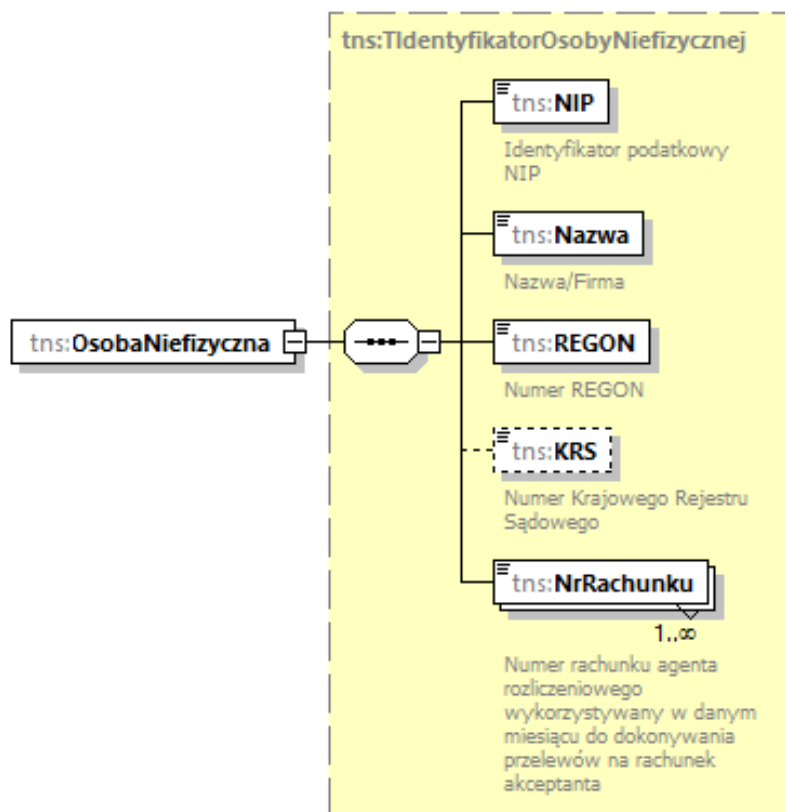 tns:TIdentyfikatorOsobyNiefizycznej
tns:NIP
Identyfikator podatkowy
NIP
tns:Nazwa
Nazwa/Firma
tns:OsobaNiefizyczna
tns:REGON
Numer REGON
tns:KRS
Numer Krajowego Rejestru
Sądowego
tns:NrRachunku
1..∞
Numer rachunku agenta
rozliczeniowego
wykorzystywany w danym
miesiącu do dokonywania
przelewów na rachunek
akceptanta